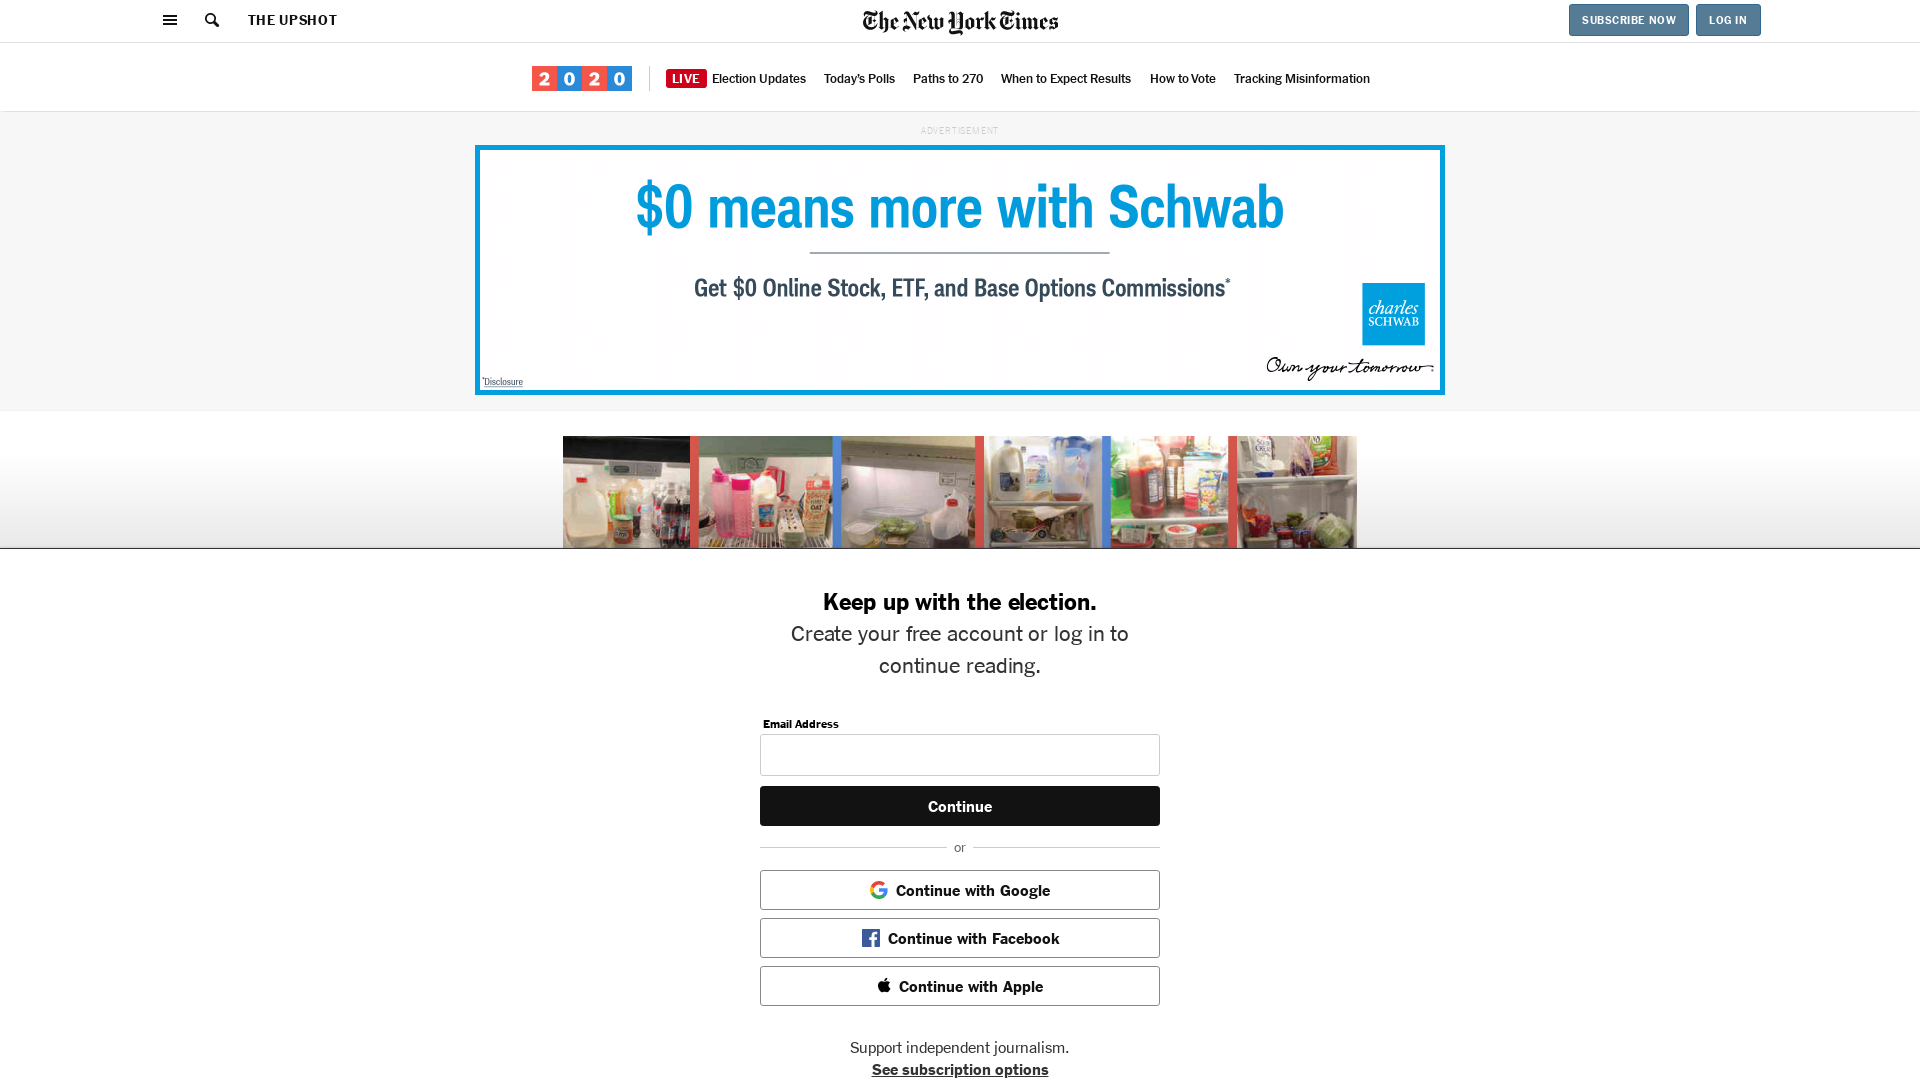 THE UPSHOT
The New York Times
SUBSCRIBE NOW
LOG IN
2020
LIVE Election Updates
Today's Polls
Paths to 270
When to Expect Results
How to Vote
Tracking Misinformation
ADVERTISEMENT
$0 means more with Schwab
Get $0 Online Stock, ETF, and Base Options Commissions*
charles
SCHWAB
Own your tomorrow
*Disclosure
Keep up with the election.
Create your free account or log in to
continue reading.
Email Address
Continue
or
Continue with Google
Continue with Facebook
Continue with Apple
Support independent journalism.
See subscription options